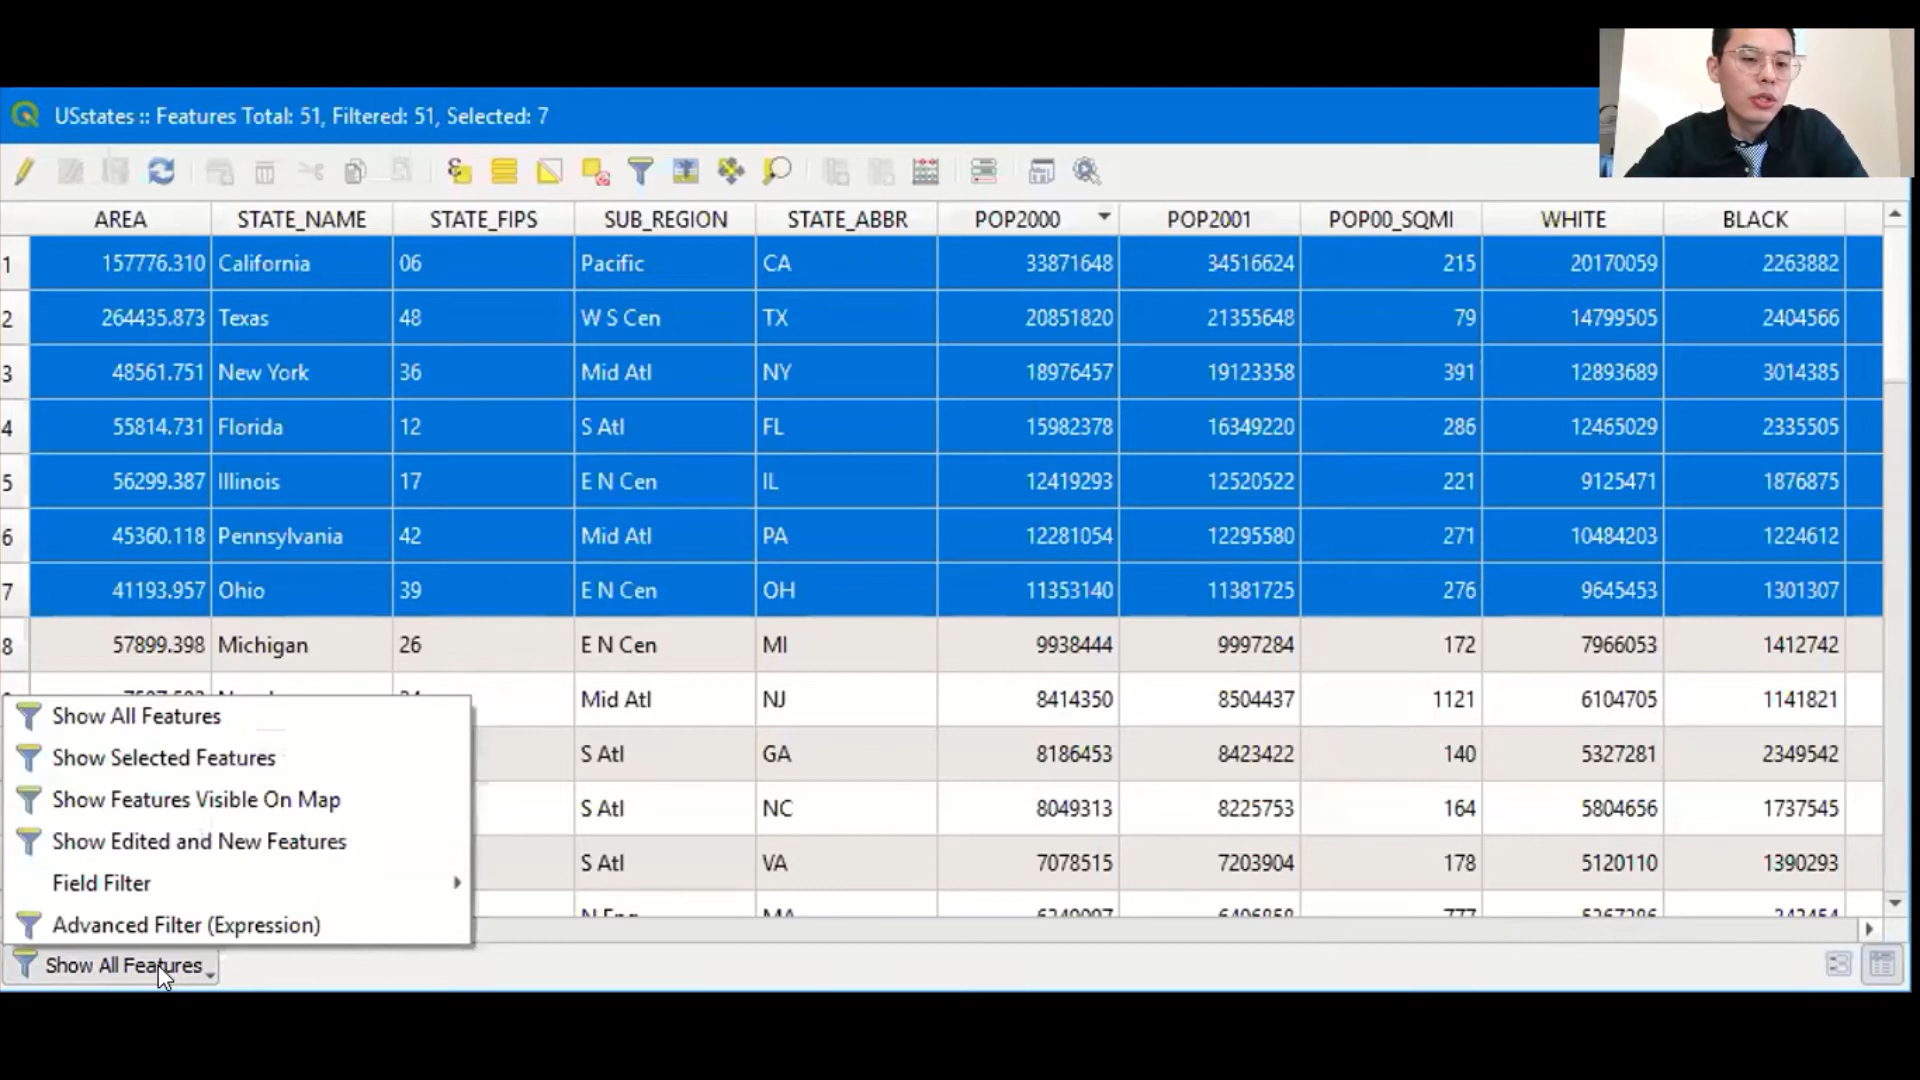 USstates :: Features Total: 51, Filtered: 51, Selected: 7
AREA STATE_NAME STATE_FIPS SUB_REGION STATE_ABBR POP2000 POP2001 POP00_SQMI WHITE BLACK
1 157776.310 California 06 Pacific CA 33871648 34516624 215 20170059 2263882
2 264435.873 Texas 48 W S Cen TX 20851820 21355648 79 14799505 2404566
3 48561.751 New York 36 Mid Atl NY 18976457 19123358 391 12893689 3014385
4 55814.731 Florida 12 S Atl FL 15982378 16349220 286 12465029 2335505
5 56299.387 Illinois 17 E N Cen IL 12419293 12520522 221 9125471 1876875
6 45360.118 Pennsylvania 42 Mid Atl PA 12281054 12295580 271 10484203 1224612
7 41193.957 Ohio 39 E N Cen OH 11353140 11381725 276 9645453 1301307
8 57899.398 Michigan 26 E N Cen MI 9938444 9997284 172 7966053 1412742
Mid Atl NJ 8414350 8504437 1121 6104705 1141821
S Atl GA 8186453 8423422 140 5327281 2349542
S Atl NC 8049313 8225753 164 5804656 1737545
S Atl VA 7078515 7203904 178 5120110 1390293
Show All Features
Show Selected Features
Show Features Visible On Map
Show Edited and New Features
Field Filter
Advanced Filter (Expression)
Show All Features